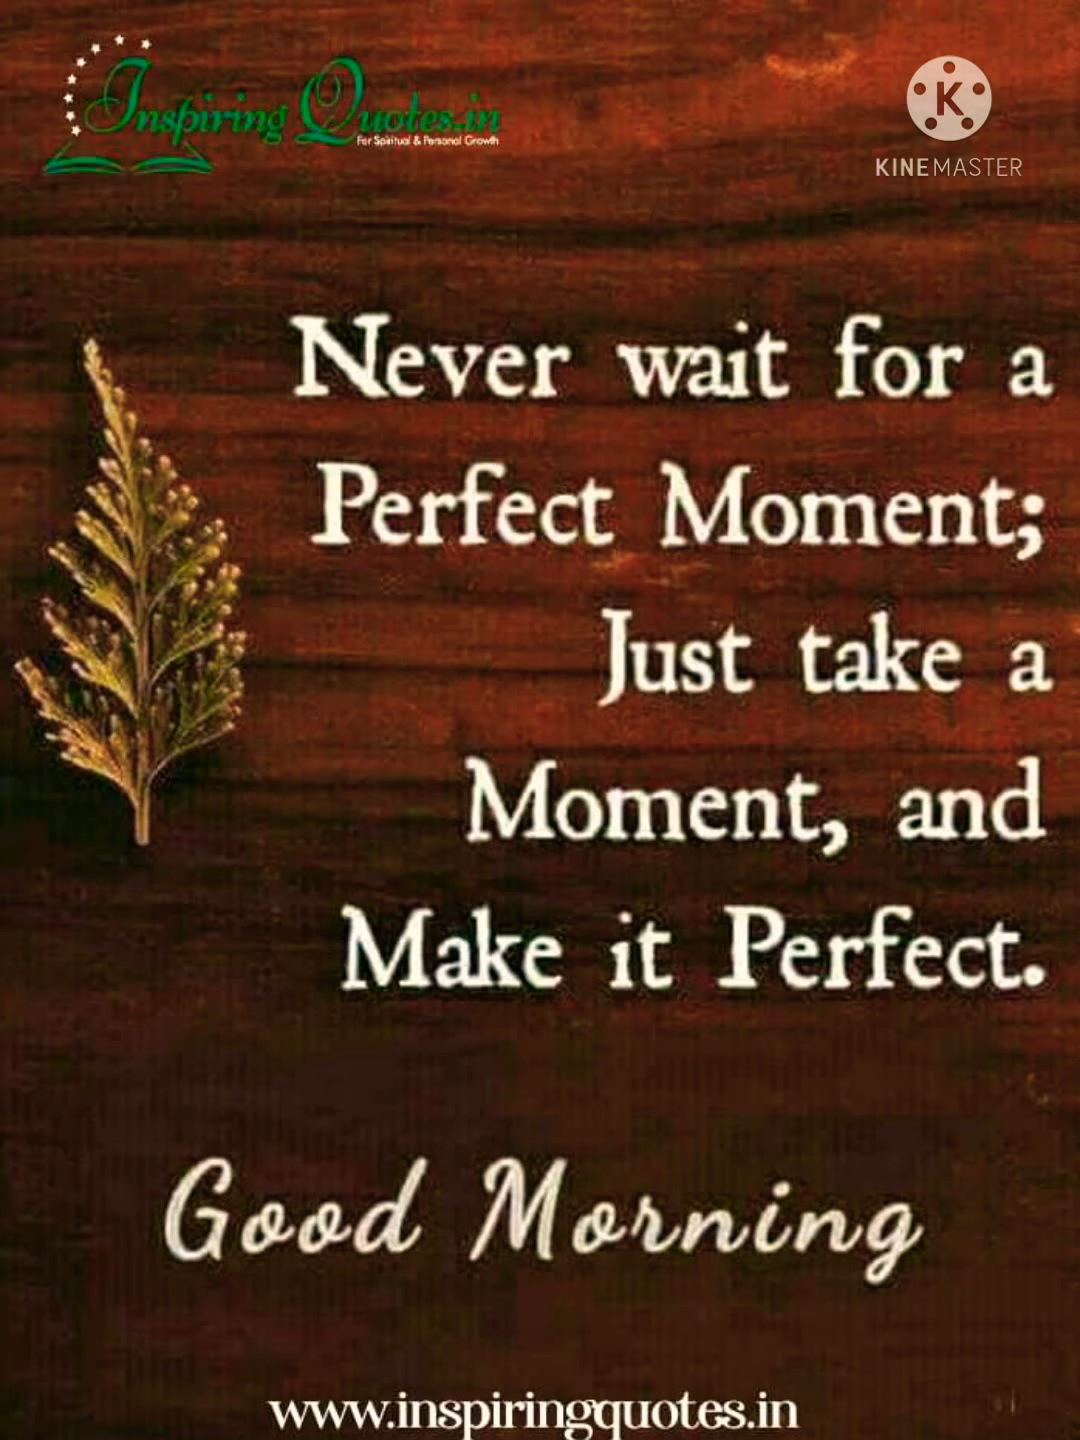 Inspiring Quotes.in
For Spiritual & Personal Growth
K
KINEMASTER
Never wait for a
Perfect Moment;
Just take a
Moment, and
Make it Perfect.
Good Morning
www.inspiringquotes.in